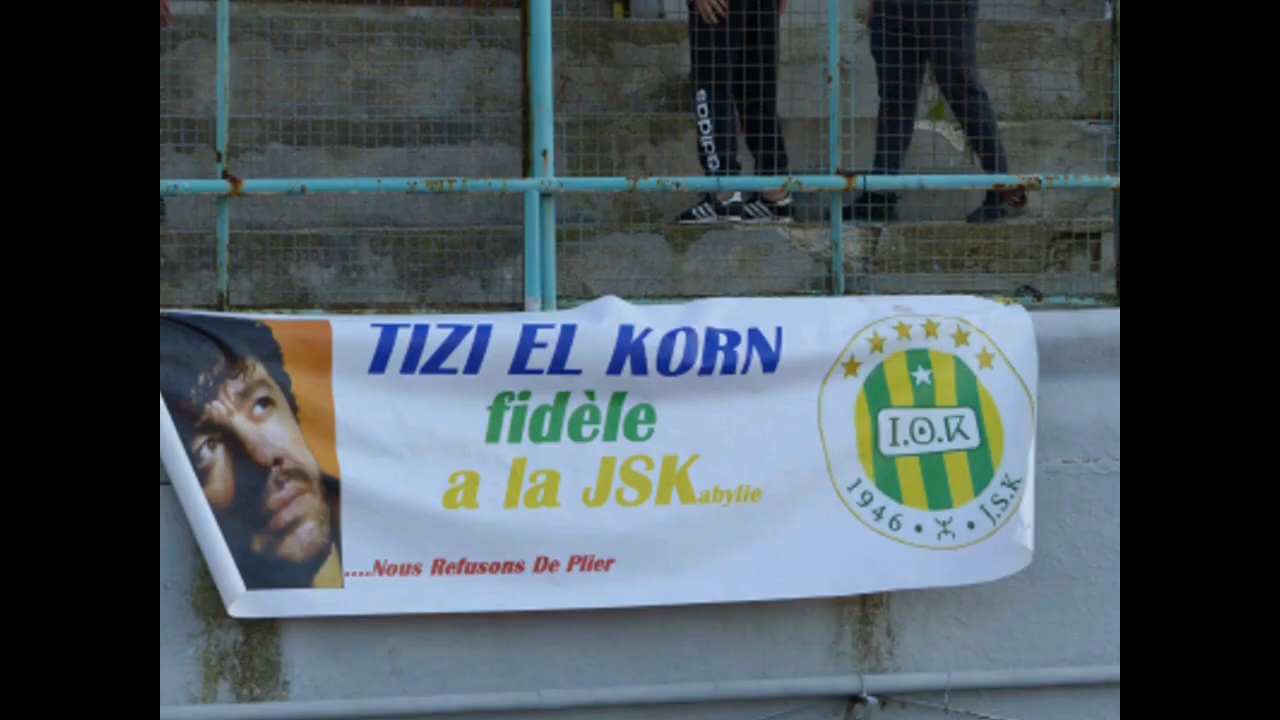 adidas
TIZI EL KORN
fidèle
a la JSKabylie
....Nous Refusons De Plier
I.O.K
1946 • ⵣ • J.S.K